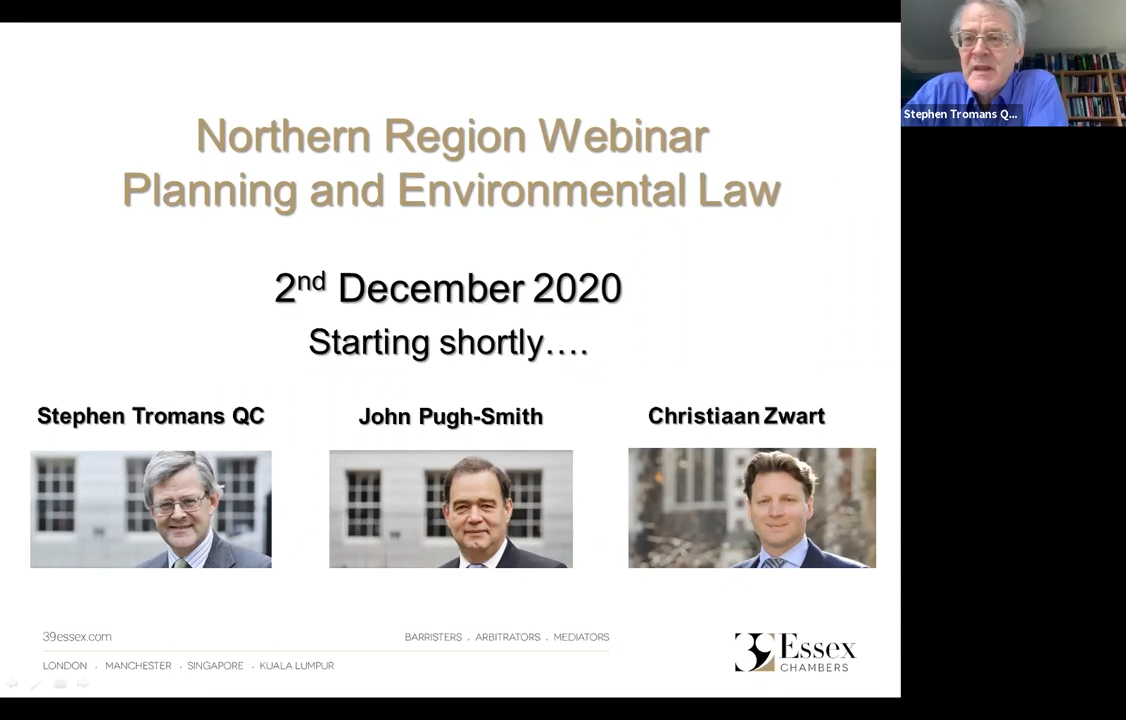 Northern Region Webinar
Planning and Environmental Law
2nd December 2020
Starting shortly….
Stephen Tromans QC
John Pugh-Smith
Christiaan Zwart
39essex.com
BARRISTERS . ARBITRATORS . MEDIATORS
LONDON . MANCHESTER . SINGAPORE . KUALA LUMPUR
39 Essex
CHAMBERS
Stephen Tromans Q...